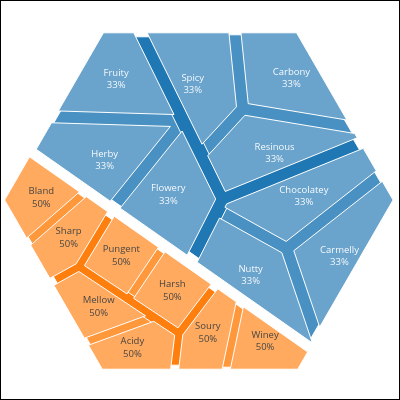 Fruity
33%
Spicy
33%
Carbony
33%
Herby
33%
Resinous
33%
Flowery
33%
Chocolatey
33%
Bland
50%
Sharp
50%
Pungent
50%
Carmelly
33%
Nutty
33%
Harsh
50%
Mellow
50%
Soury
50%
Acidy
50%
Winey
50%